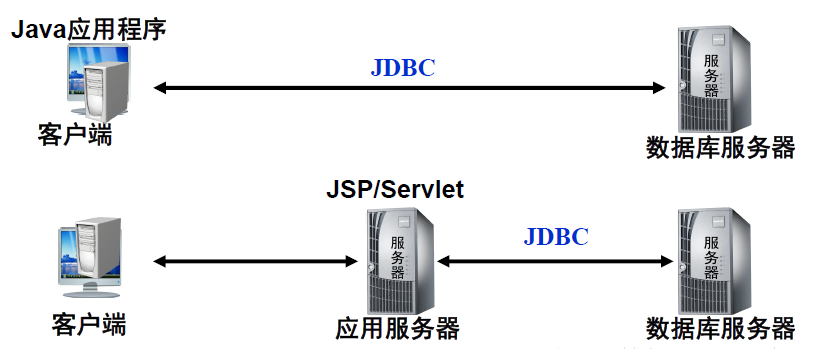 Java应用程序
JDBC
服务器
客户端
数据库服务器
JSP/Servlet
JDBC
服务器
服务器
客户端
应用服务器
数据库服务器